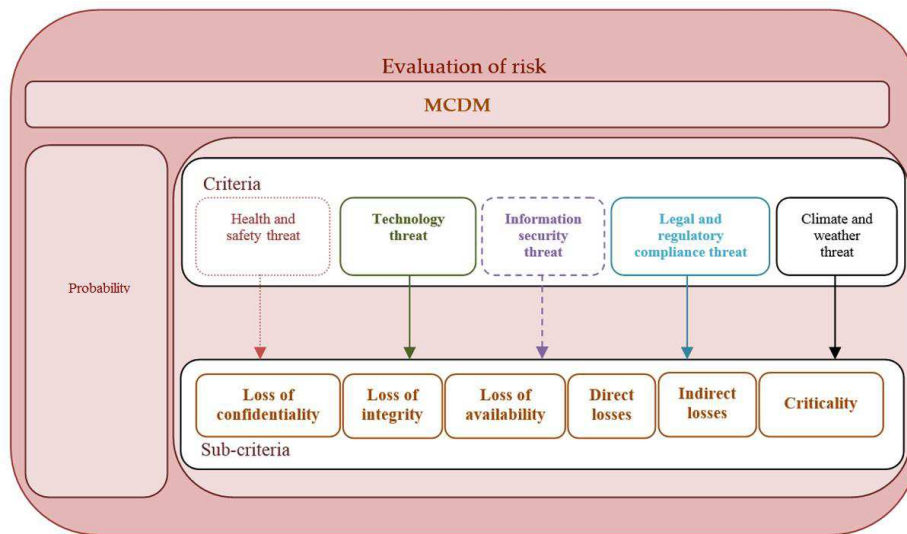 Evaluation of risk
MCDM
Probability
Criteria
Health and
safety threat
Technology
threat
Information
security
threat
Legal and
regulatory
compliance threat
Climate and
weather
threat
Loss of
confidentiality
Loss of
integrity
Loss of
availability
Direct
losses
Indirect
losses
Criticality
Sub-criteria